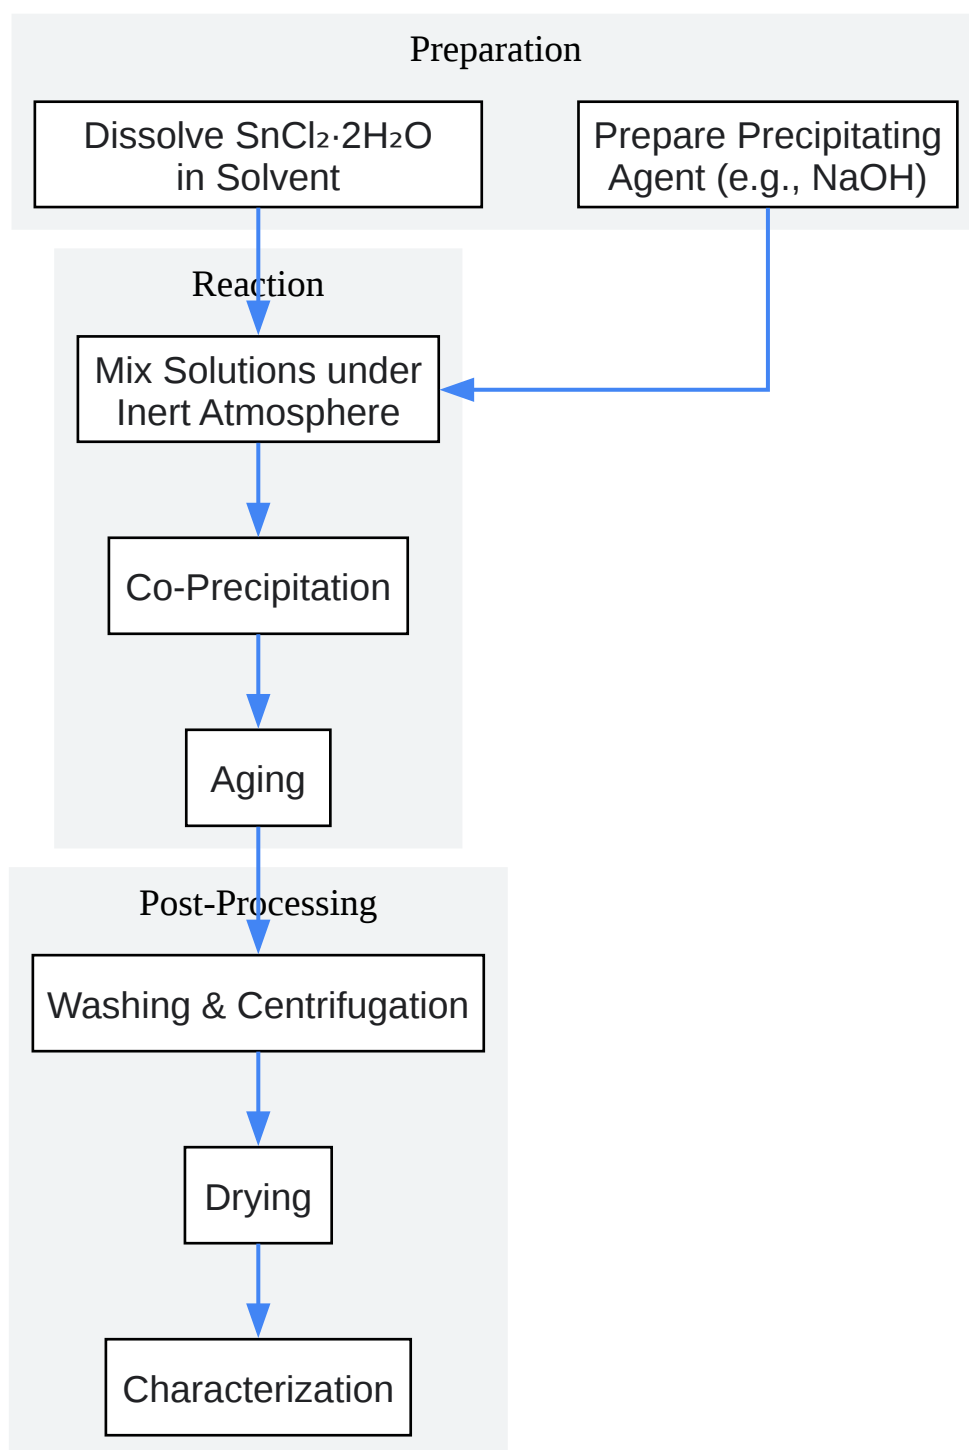 Preparation
Dissolve SnCl₂·2H₂O
in Solvent
Prepare Precipitating
Agent (e.g., NaOH)
Reaction
Mix Solutions under
Inert Atmosphere
Co-Precipitation
Aging
Post-Processing
Washing & Centrifugation
Drying
Characterization